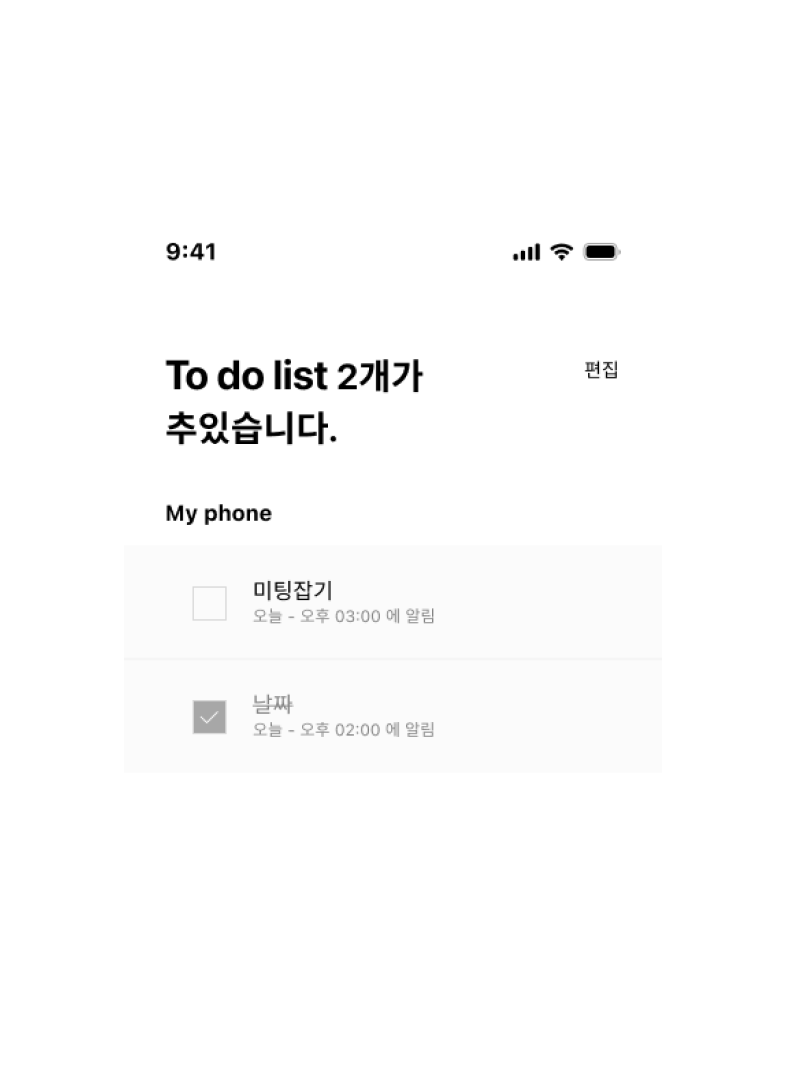 9:41
To do list 2개가
추있습니다.
편집
My phone
미팅잡기
오늘 - 오후 03:00 에 알림
날짜
오늘 - 오후 02:00 에 알림